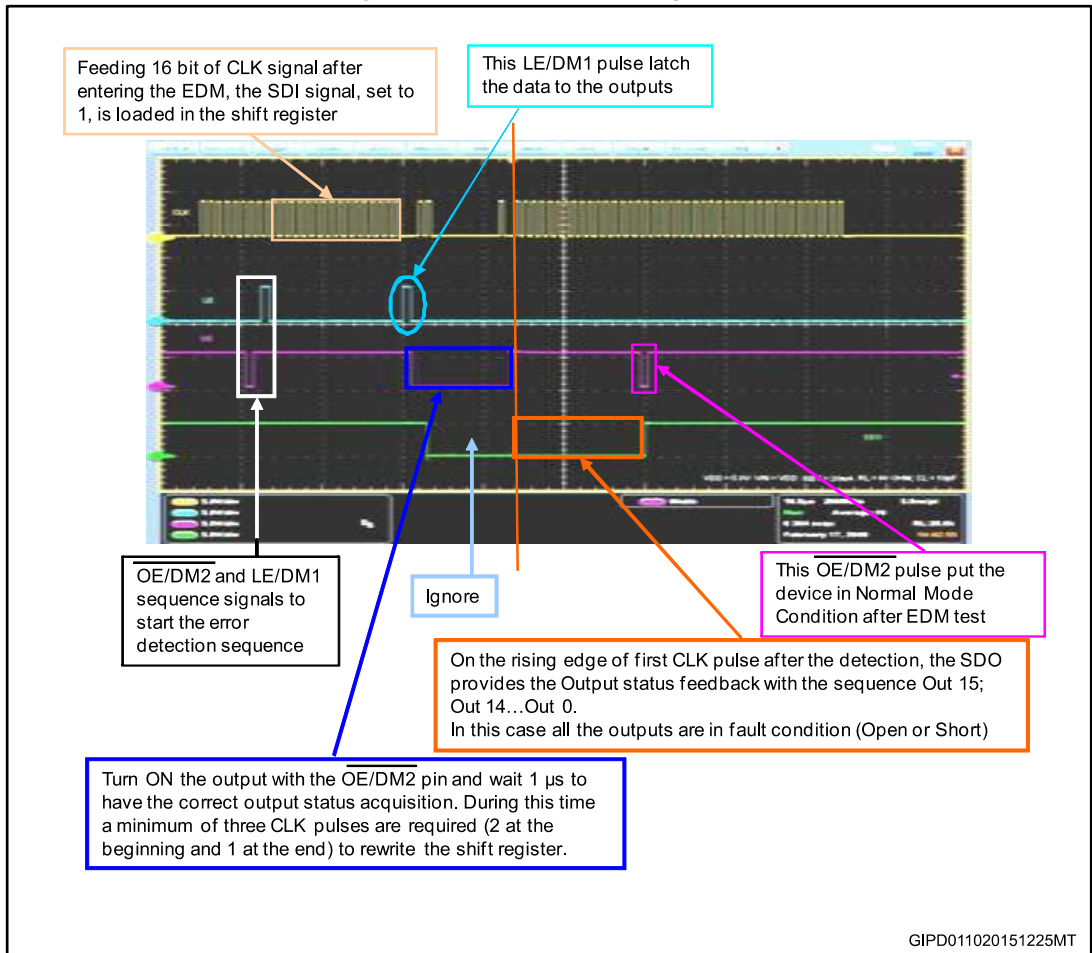 Feeding 16 bit of CLK signal after
entering the EDM, the SDI signal, set to
1, is loaded in the shift register
This LE/DM1 pulse latch
the data to the outputs
CLK
OE/DM2 and LE/DM1
sequence signals to
start the error
detection sequence
Ignore
This OE/DM2 pulse put the
device in Normal Mode
Condition after EDM test
On the rising edge of first CLK pulse after the detection, the SDO
provides the Output status feedback with the sequence Out 15;
Out 14…Out 0.
In this case all the outputs are in fault condition (Open or Short)
Turn ON the output with the OE/DM2 pin and wait 1 µs to
have the correct output status acquisition. During this time
a minimum of three CLK pulses are required (2 at the
beginning and 1 at the end) to rewrite the shift register.
GIPD011020151225MT